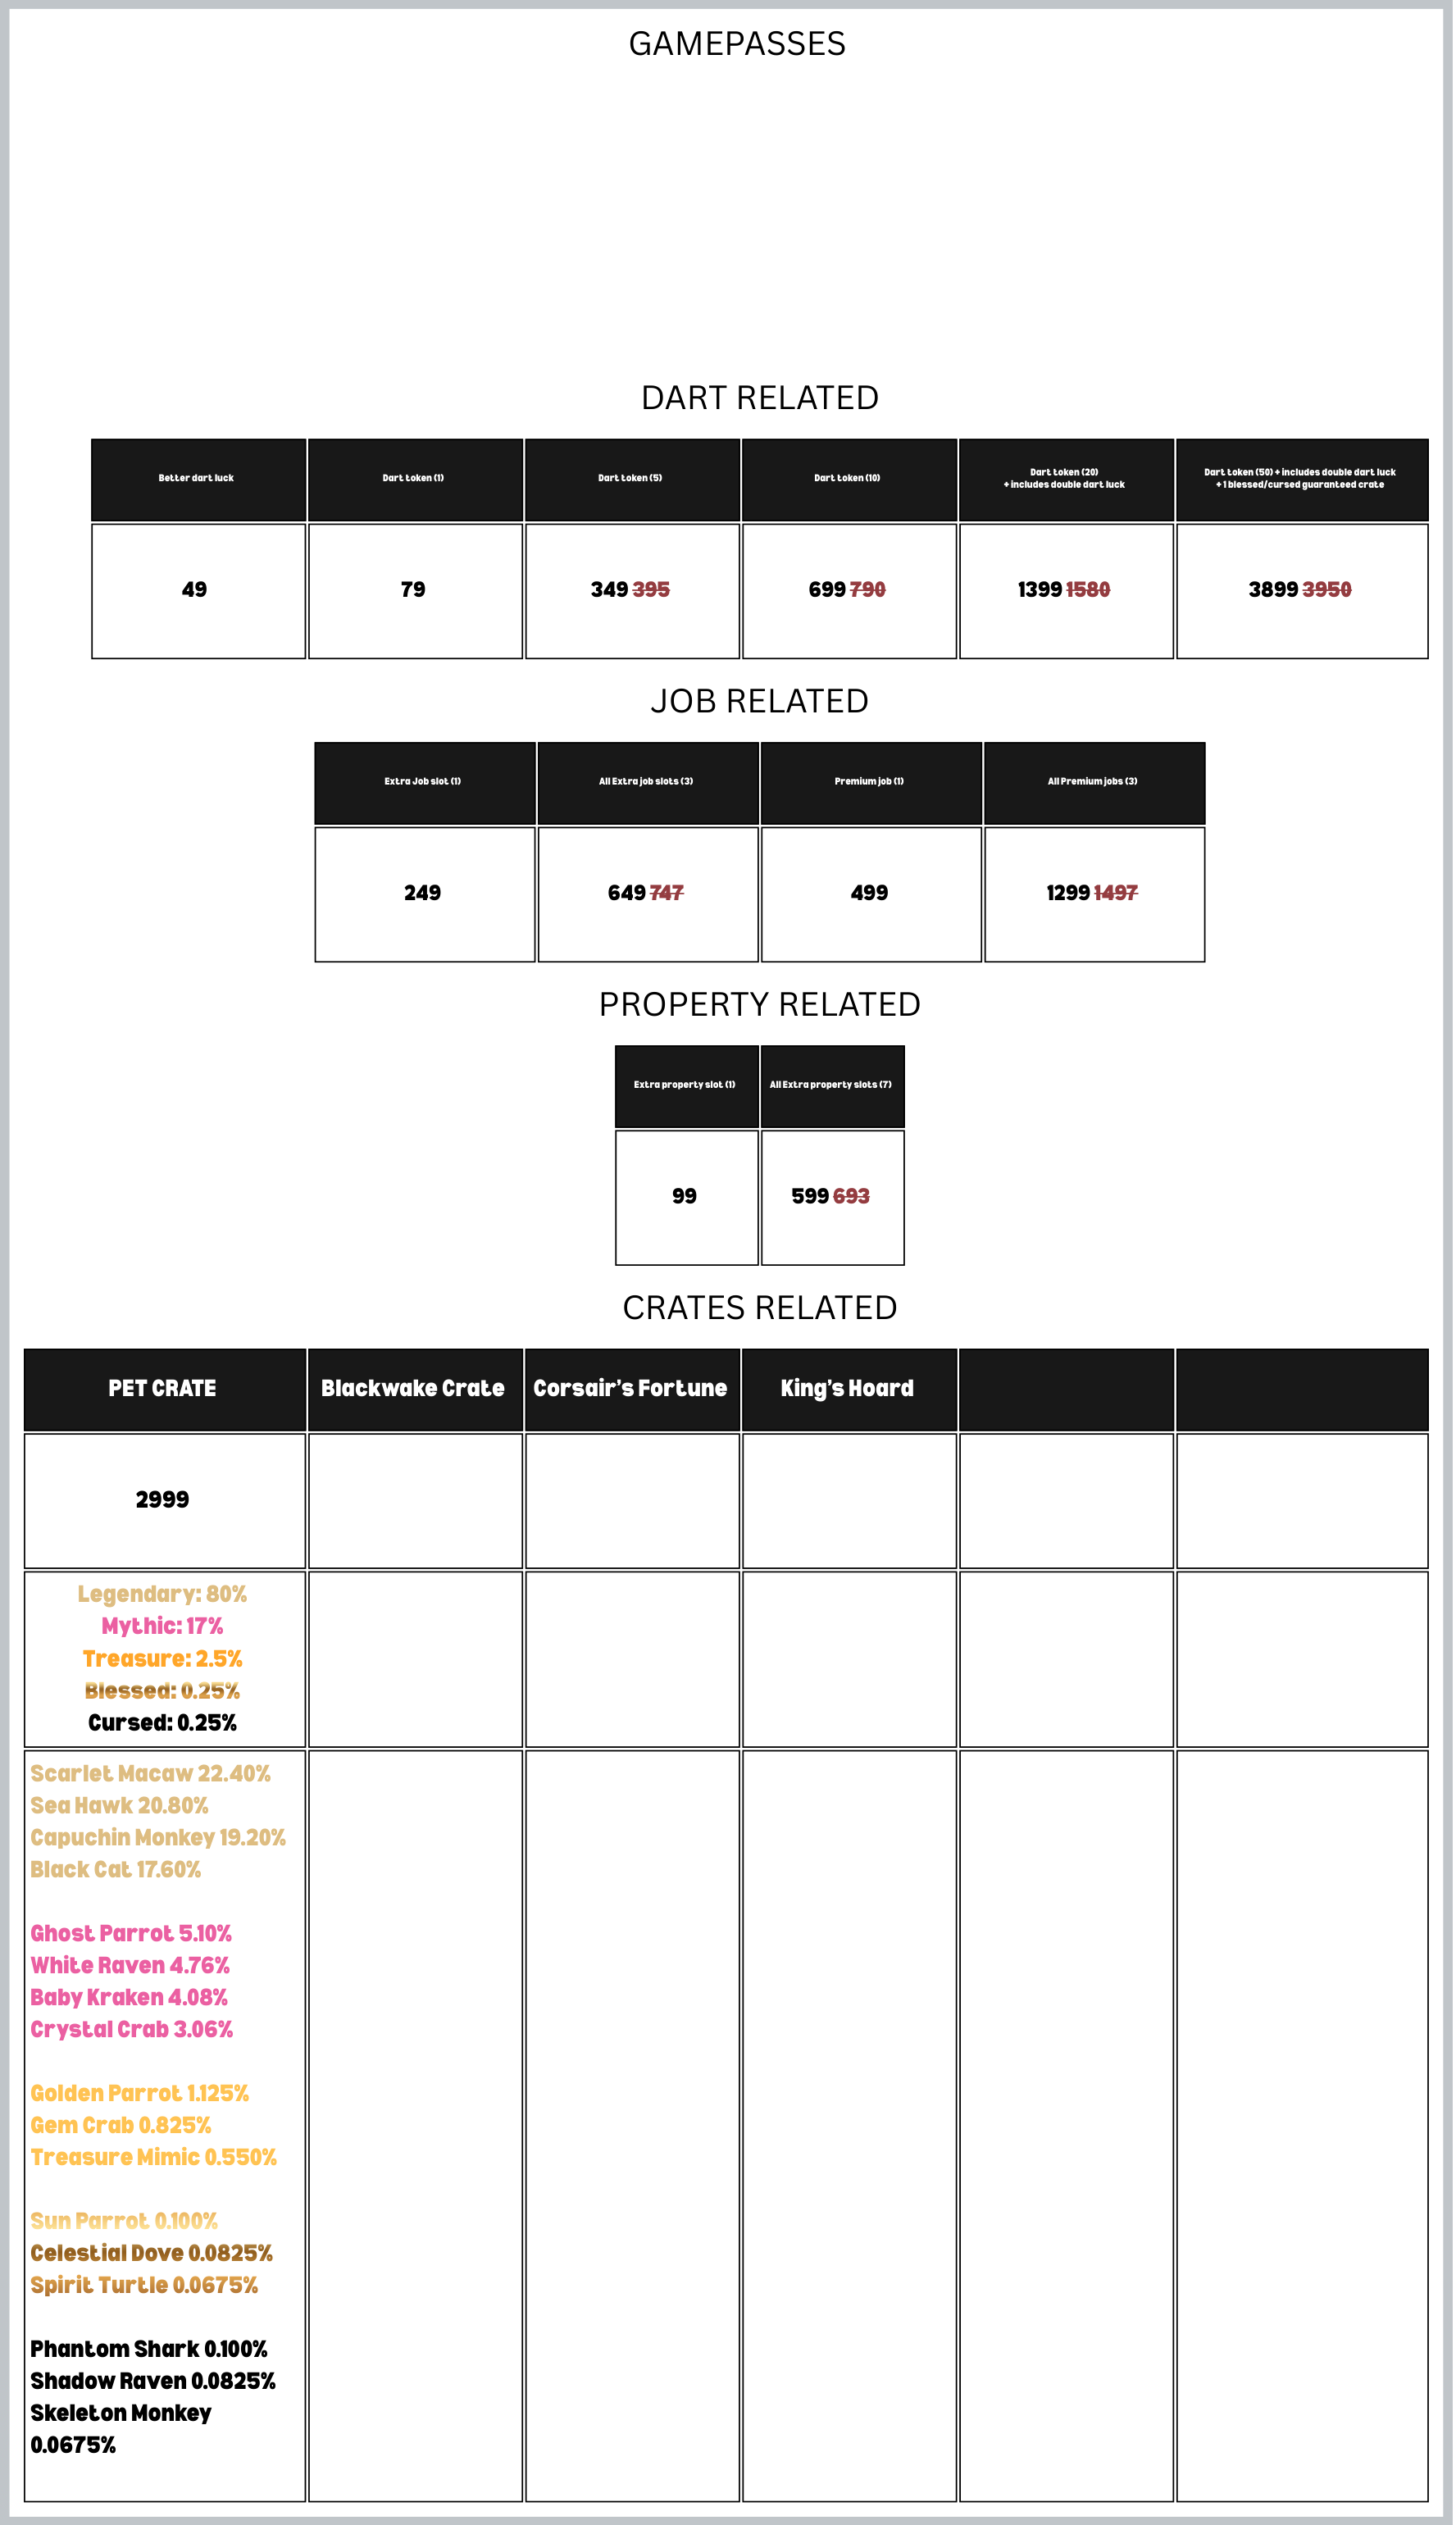 GAMEPASSES
DART RELATED
Better dart luck
Dart token (1)
Dart token (5)
Dart token (10)
Dart token (20)
+ includes double dart luck
Dart token (50) + includes double dart luck
+ 1 blessed/cursed guaranteed crate
49
79
349 395
699 790
1399 1580
3899 3950
JOB RELATED
Extra Job slot (1)
All Extra job slots (3)
Premium job (1)
All Premium jobs (3)
249
649 747
499
1299 1497
PROPERTY RELATED
Extra property slot (1)
All Extra property slots (7)
99
599 693
CRATES RELATED
PET CRATE
Blackwake Crate
Corsair's Fortune
King's Hoard
2999
Legendary: 80%
Mythic: 17%
Treasure: 2.5%
Blessed: 0.25%
Cursed: 0.25%
Scarlet Macaw 22.40%
Sea Hawk 20.80%
Capuchin Monkey 19.20%
Black Cat 17.60%
Ghost Parrot 5.10%
White Raven 4.76%
Baby Kraken 4.08%
Crystal Crab 3.06%
Golden Parrot 1.125%
Gem Crab 0.825%
Treasure Mimic 0.550%
Sun Parrot 0.100%
Celestial Dove 0.0825%
Spirit Turtle 0.0675%
Phantom Shark 0.100%
Shadow Raven 0.0825%
Skeleton Monkey
0.0675%